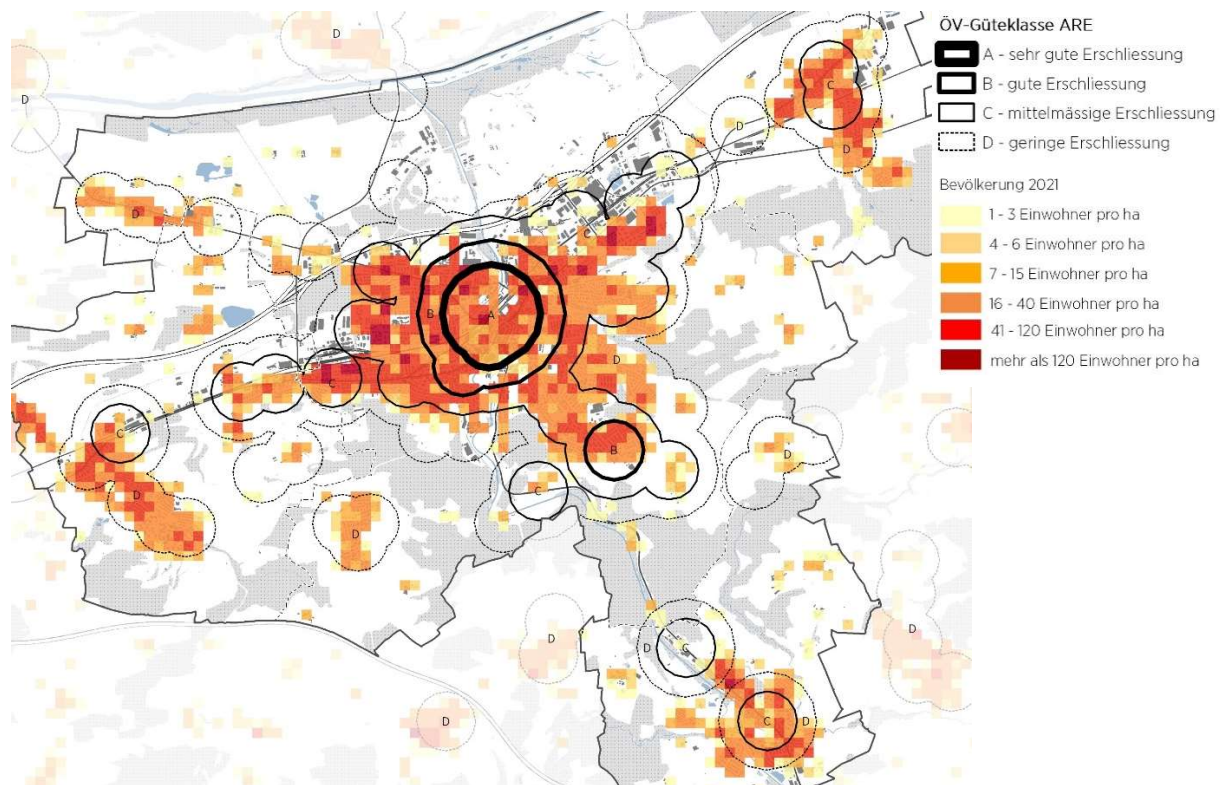 ÖV-Güteklasse ARE
A - sehr gute Erschliessung
B - gute Erschliessung
C - mittelmässige Erschliessung
D - geringe Erschliessung
Bevölkerung 2021
1 - 3 Einwohner pro ha
4 - 6 Einwohner pro ha
7 - 15 Einwohner pro ha
16 - 40 Einwohner pro ha
41 - 120 Einwohner pro ha
mehr als 120 Einwohner pro ha
D
D
C
D
D
D
C
B
A
D
C
C
D
B
D
C
D
D
D
C
D
D
C
D